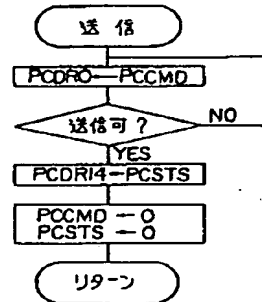 送信
PCDR0←PCCMD
送信可?
NO
YES
PCDR14←PCSTS
PCCMD ← 0
PCSTS ← 0
リターン